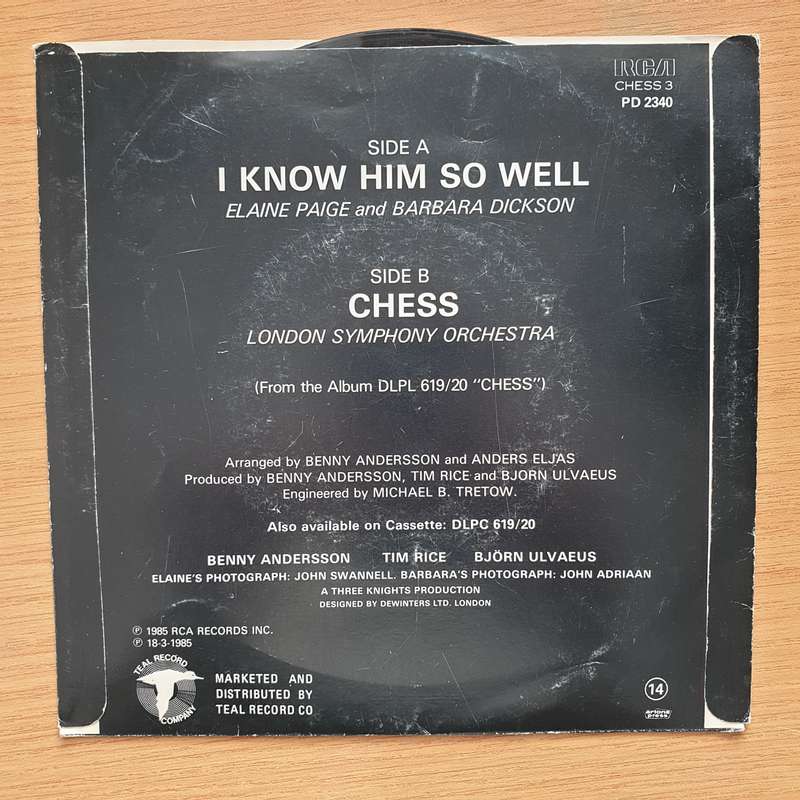 RCA
CHESS 3
PD 2340
SIDE A
I KNOW HIM SO WELL
ELAINE PAIGE and BARBARA DICKSON
SIDE B
CHESS
LONDON SYMPHONY ORCHESTRA
(From the Album DLPL 619/20 "CHESS")
Arranged by BENNY ANDERSSON and ANDERS ELJAS
Produced by BENNY ANDERSSON, TIM RICE and BJORN ULVAEUS
Engineered by MICHAEL B. TRETOW.
Also available on Cassette: DLPC 619/20
BENNY ANDERSSON TIM RICE BJÖRN ULVAEUS
ELAINE'S PHOTOGRAPH: JOHN SWANNELL. BARBARA'S PHOTOGRAPH: JOHN ADRIAAN
A THREE KNIGHTS PRODUCTION
DESIGNED BY DEWINTERS LTD. LONDON
℗ 1985 RCA RECORDS INC.
℗ 18-3-1985
TEAL RECORD COMPANY
MARKETED AND
DISTRIBUTED BY
TEAL RECORD CO
14
artone press